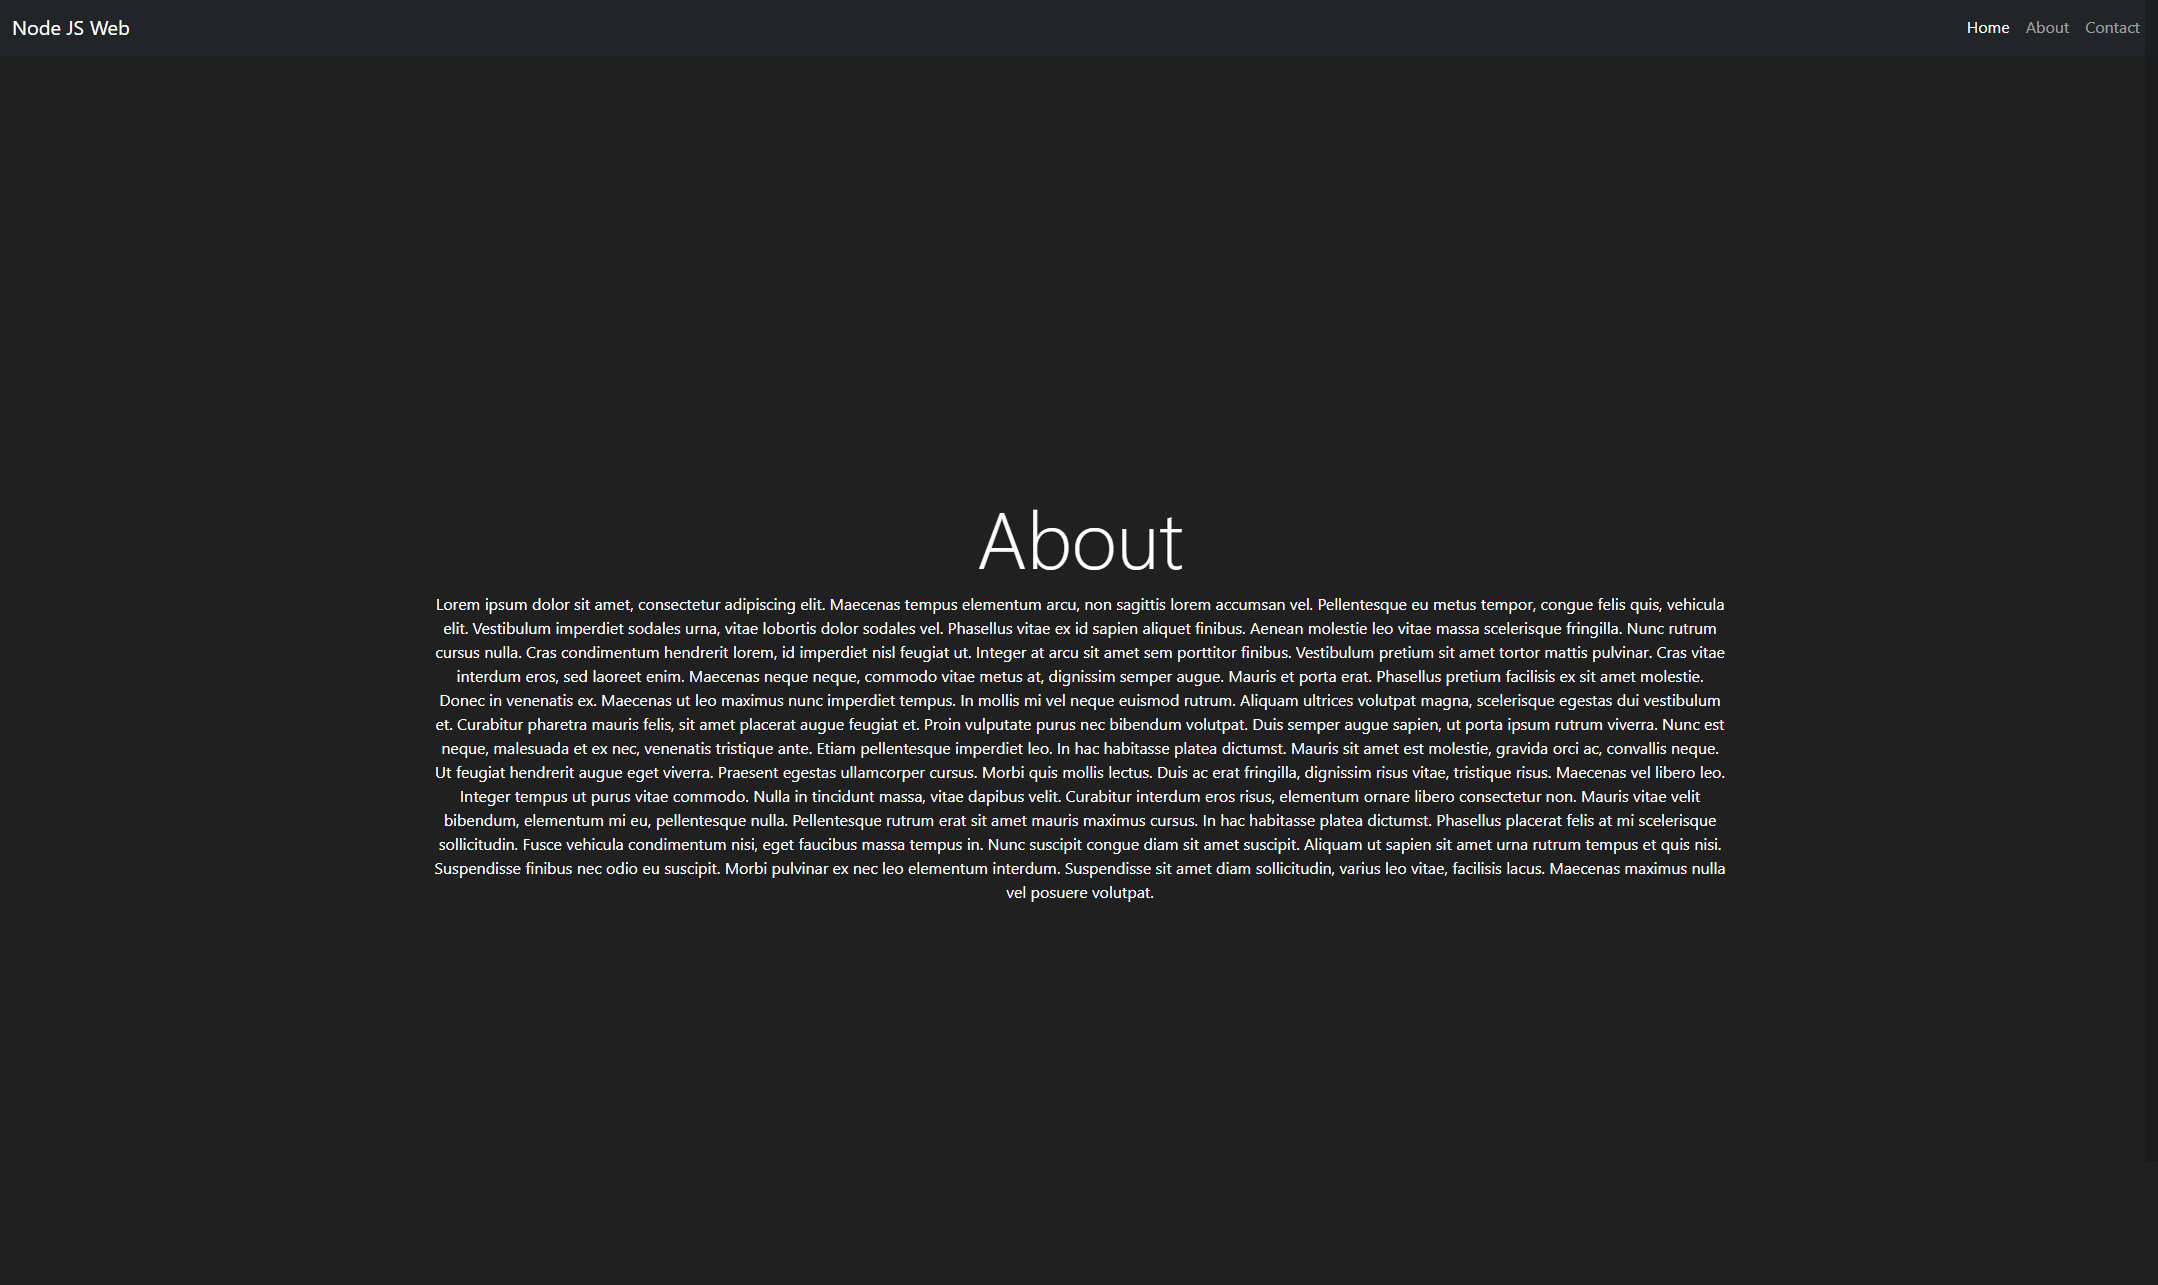 Node JS Web
Home About Contact
About
Lorem ipsum dolor sit amet, consectetur adipiscing elit. Maecenas tempus elementum arcu, non sagittis lorem accumsan vel. Pellentesque eu metus tempor, congue felis quis, vehicula
elit. Vestibulum imperdiet sodales urna, vitae lobortis dolor sodales vel. Phasellus vitae ex id sapien aliquet finibus. Aenean molestie leo vitae massa scelerisque fringilla. Nunc rutrum
cursus nulla. Cras condimentum hendrerit lorem, id imperdiet nisl feugiat ut. Integer at arcu sit amet sem porttitor finibus. Vestibulum pretium sit amet tortor mattis pulvinar. Cras vitae
interdum eros, sed laoreet enim. Maecenas neque neque, commodo vitae metus at, dignissim semper augue. Mauris et porta erat. Phasellus pretium facilisis ex sit amet molestie.
Donec in venenatis ex. Maecenas ut leo maximus nunc imperdiet tempus. In mollis mi vel neque euismod rutrum. Aliquam ultrices volutpat magna, scelerisque egestas dui vestibulum
et. Curabitur pharetra mauris felis, sit amet placerat augue feugiat et. Proin vulputate purus nec bibendum volutpat. Duis semper augue sapien, ut porta ipsum rutrum viverra. Nunc est
neque, malesuada et ex nec, venenatis tristique ante. Etiam pellentesque imperdiet leo. In hac habitasse platea dictumst. Mauris sit amet est molestie, gravida orci ac, convallis neque.
Ut feugiat hendrerit augue eget viverra. Praesent egestas ullamcorper cursus. Morbi quis mollis lectus. Duis ac erat fringilla, dignissim risus vitae, tristique risus. Maecenas vel libero leo.
Integer tempus ut purus vitae commodo. Nulla in tincidunt massa, vitae dapibus velit. Curabitur interdum eros risus, elementum ornare libero consectetur non. Mauris vitae velit
bibendum, elementum mi eu, pellentesque nulla. Pellentesque rutrum erat sit amet mauris maximus cursus. In hac habitasse platea dictumst. Phasellus placerat felis at mi scelerisque
sollicitudin. Fusce vehicula condimentum nisi, eget faucibus massa tempus in. Nunc suscipit congue diam sit amet suscipit. Aliquam ut sapien sit amet urna rutrum tempus et quis nisi.
Suspendisse finibus nec odio eu suscipit. Morbi pulvinar ex nec leo elementum interdum. Suspendisse sit amet diam sollicitudin, varius leo vitae, facilisis lacus. Maecenas maximus nulla
vel posuere volutpat.